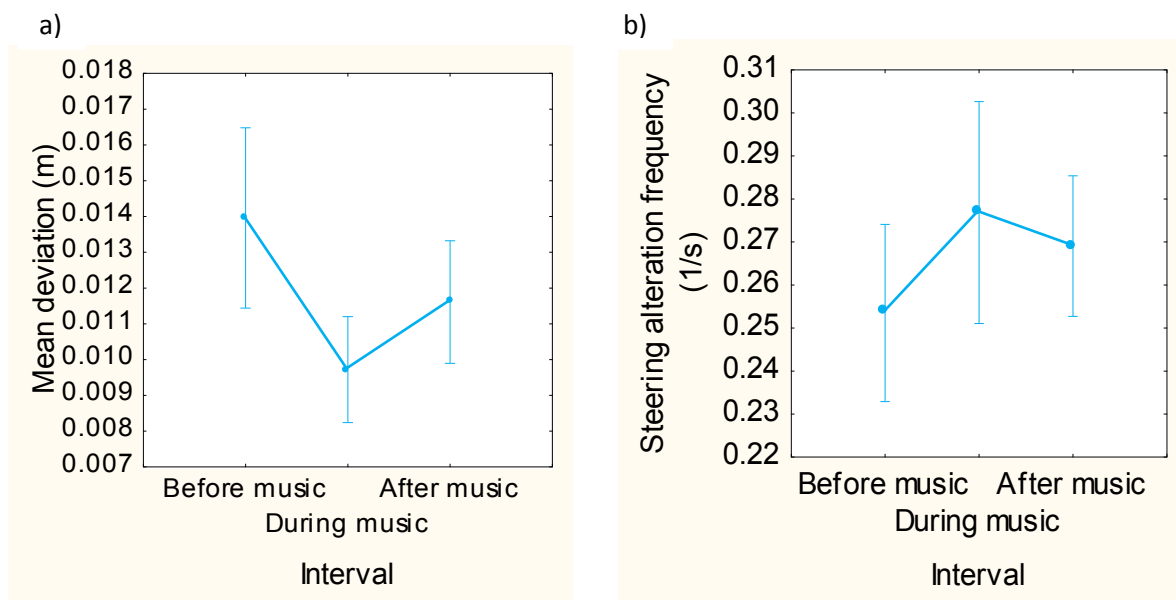 a)
Mean deviation (m)
0.018
0.017
0.016
0.015
0.014
0.013
0.012
0.011
0.010
0.009
0.008
0.007
Before music After music
During music
Interval
b)
Steering alteration frequency
(1/s)
0.31
0.30
0.29
0.28
0.27
0.26
0.25
0.24
0.23
0.22
Before music After music
During music
Interval